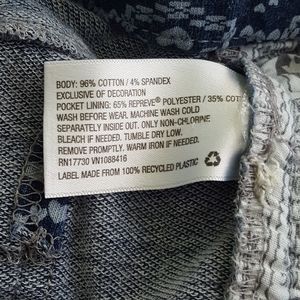 BODY: 96% COTTON / 4% SPANDEX
EXCLUSIVE OF DECORATION
POCKET LINING: 65% REPREVE® POLYESTER / 35% COT
WASH BEFORE WEAR. MACHINE WASH COLD
SEPARATELY INSIDE OUT. ONLY NON-CHLORINE
BLEACH IF NEEDED. TUMBLE DRY LOW.
REMOVE PROMPTLY. WARM IRON IF NEEDED.
RN17730 VN1088416
LABEL MADE FROM 100% RECYCLED PLASTIC